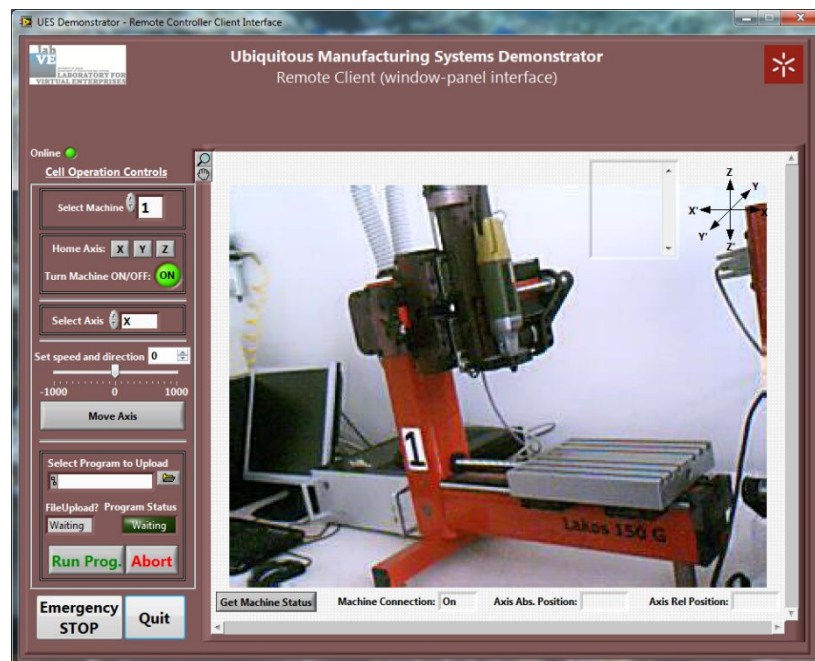 UES Demonstrator - Remote Controller Client Interface
lab
VE
LABORATORY FOR
VIRTUAL ENTERPRISES
Ubiquitous Manufacturing Systems Demonstrator
Remote Client (window-panel interface)
Online
Cell Operation Controls
Select Machine 1
Home Axis: X Y Z
Turn Machine ON/OFF: ON
Select Axis X
Set speed and direction 0
-1000 0 1000
Move Axis
Select Program to Upload
FileUpload? Program Status
Waiting Waiting
Run Prog. Abort
Emergency
STOP
Quit
Z
Y
X' X
Y'
Z'
1
Lakos 150 G
Get Machine Status Machine Connection: On Axis Abs. Position: Axis Rel Position: